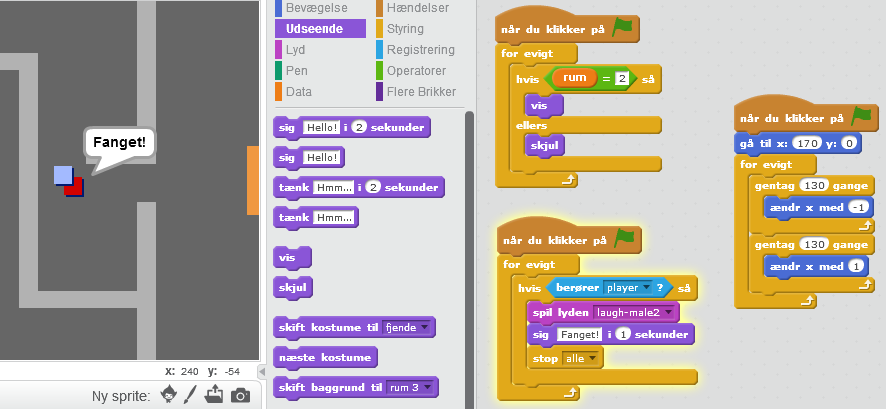 Fanget!
x: 240 y: -54
Ny sprite:
Bevægelse
Udseende
Lyd
Pen
Data
Hændelser
Styring
Registrering
Operatorer
Flere Brikker
sig Hello! i 2 sekunder
sig Hello!
tænk Hmm... i 2 sekunder
tænk Hmm...
vis
skjul
skift kostume til fjende
næste kostume
skift baggrund til rum 3
når du klikker på
for evigt
hvis rum = 2 så
vis
ellers
skjul
når du klikker på
for evigt
hvis berører player ? så
spil lyden laugh-male2
sig Fanget! i 1 sekunder
stop alle
når du klikker på
gå til x: 170 y: 0
for evigt
gentag 130 gange
ændr x med -1
gentag 130 gange
ændr x med 1